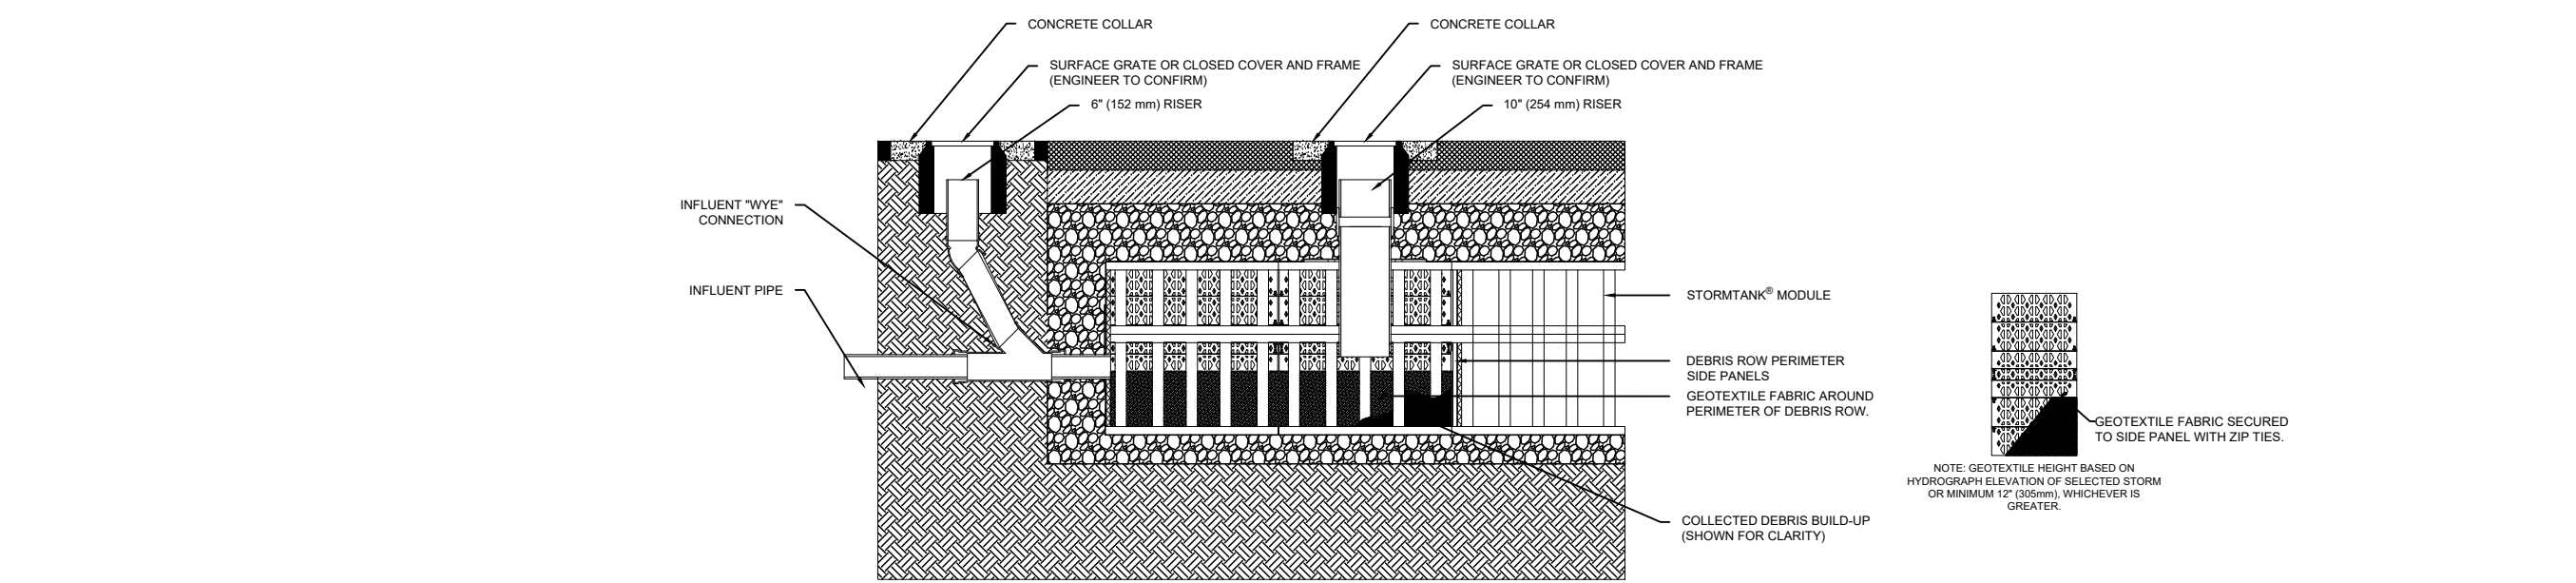 CONCRETE COLLAR
SURFACE GRATE OR CLOSED COVER AND FRAME
(ENGINEER TO CONFIRM)
6" (152 mm) RISER
CONCRETE COLLAR
SURFACE GRATE OR CLOSED COVER AND FRAME
(ENGINEER TO CONFIRM)
10" (254 mm) RISER
INFLUENT "WYE"
CONNECTION
INFLUENT PIPE
STORMTANK® MODULE
DEBRIS ROW PERIMETER
SIDE PANELS
GEOTEXTILE FABRIC AROUND
PERIMETER OF DEBRIS ROW.
COLLECTED DEBRIS BUILD-UP
(SHOWN FOR CLARITY)
GEOTEXTILE FABRIC SECURED
TO SIDE PANEL WITH ZIP TIES.
NOTE: GEOTEXTILE HEIGHT BASED ON
HYDROGRAPH ELEVATION OF SELECTED STORM
OR MINIMUM 12" (305mm), WHICHEVER IS
GREATER.